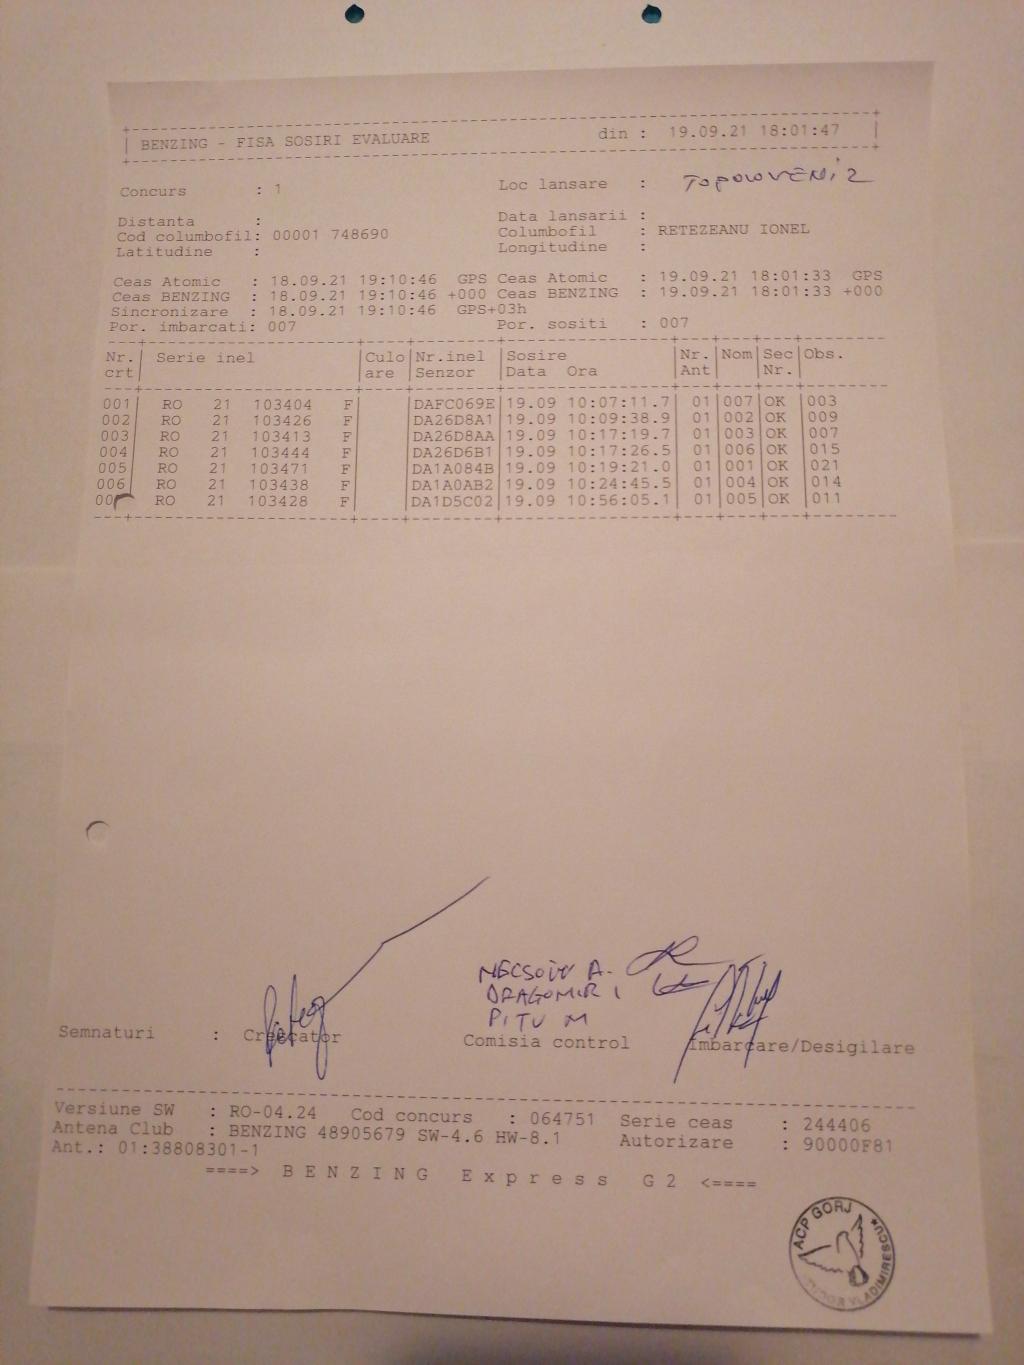 BENZING - FISA SOSIRI EVALUARE din : 19.09.21 18:01:47
Concurs : 1 Loc lansare : TOPOLOVENI 2
Distanta : Data lansarii :
Cod columbofil: 00001 748690 Columbofil : RETEZEANU IONEL
Latitudine : Longitudine :
Ceas Atomic : 18.09.21 19:10:46 GPS Ceas Atomic : 19.09.21 18:01:33 GPS
Ceas BENZING : 18.09.21 19:10:46 +000 Ceas BENZING : 19.09.21 18:01:33 +000
Sincronizare : 18.09.21 19:10:46 GPS+03h
Por. imbarcati: 007 Por. sositi : 007
Nr. Serie inel Culo Nr.inel Sosire Nr. Nom Sec Obs.
crt are Senzor Data Ora Ant Nr.
001 RO 21 103404 F DAFC069E 19.09 10:07:11.7 01 007 OK 003
002 RO 21 103426 F DA26D8A1 19.09 10:09:38.9 01 002 OK 009
003 RO 21 103413 F DA26D8AA 19.09 10:17:19.7 01 003 OK 007
004 RO 21 103444 F DA26D6B1 19.09 10:17:26.5 01 006 OK 015
005 RO 21 103471 F DA1A084B 19.09 10:19:21.0 01 001 OK 021
006 RO 21 103438 F DA1A0AB2 19.09 10:24:45.5 01 004 OK 014
00 RO 21 103428 F DA1D5C02 19.09 10:56:05.1 01 005 OK 011
NECSOIU A.
DRAGOMIR I
PITU M
Semnaturi : Crescator Comisia control Imbarcare/Desigilare
Versiune SW : RO-04.24 Cod concurs : 064751 Serie ceas : 244406
Antena Club : BENZING 48905679 SW-4.6 HW-8.1 Autorizare : 90000F81
Ant.: 01:38808301-1
====> BENZING Express G2 <====
ACP GORJ
TUDOR VLADIMIRESCU